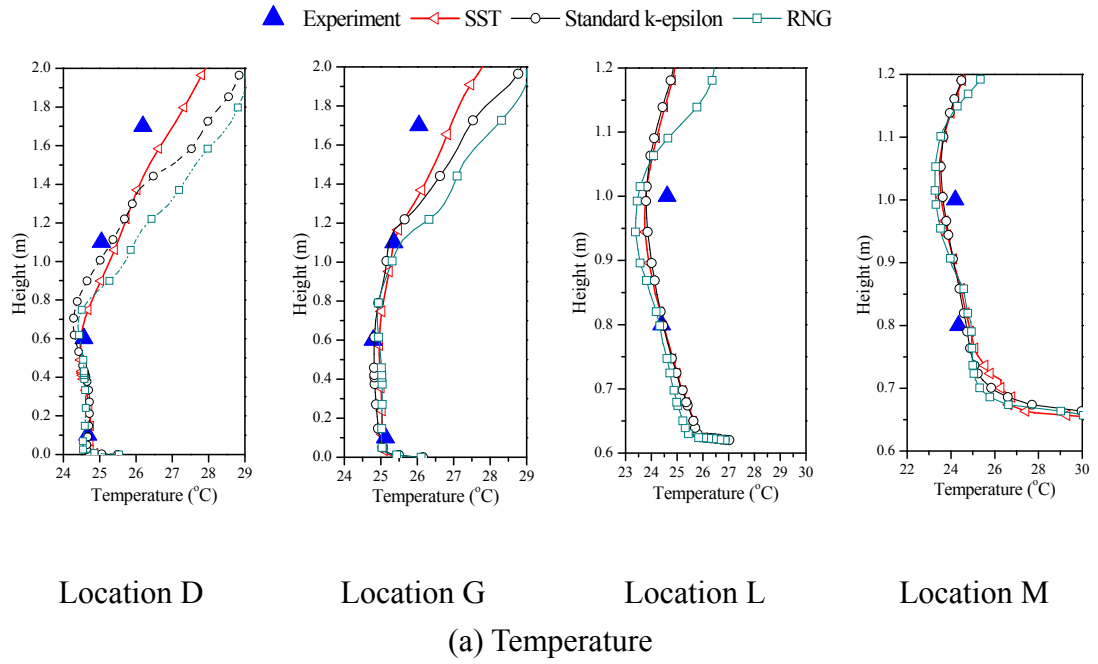 Experiment SST Standard k-epsilon RNG
2.0
1.8
1.6
1.4
1.2
1.0
0.8
0.6
0.4
0.2
0.0
24 25 26 27 28 29
Height (m)
Temperature (°C)
2.0
1.8
1.6
1.4
1.2
1.0
0.8
0.6
0.4
0.2
0.0
24 25 26 27 28 29
Height (m)
Temperature (°C)
1.2
1.1
1.0
0.9
0.8
0.7
0.6
23 24 25 26 27 28
Height (m)
Temperature (°C)
1.2
1.1
1.0
0.9
0.8
0.7
0.6
22 24 26 28 30
Height (m)
Temperature (°C)
Location D Location G Location L Location M
(a) Temperature